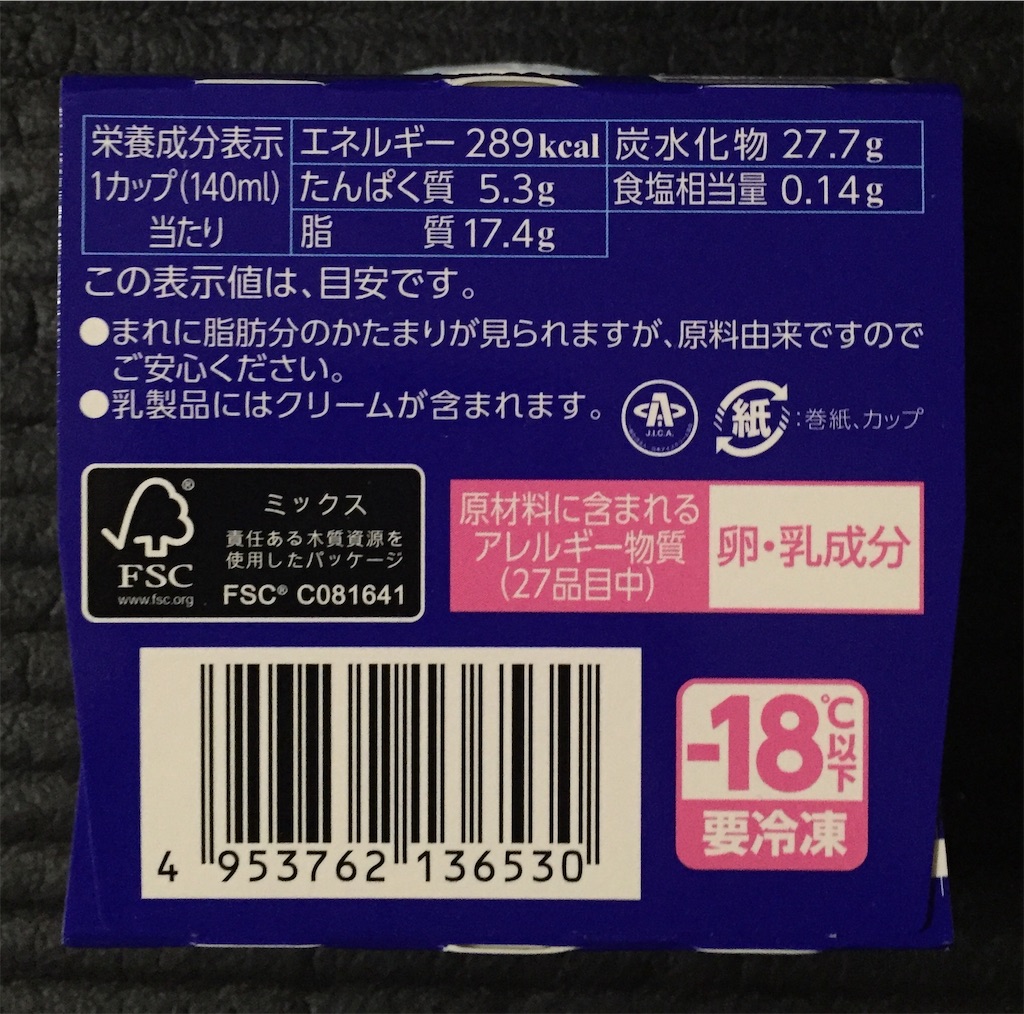 栄養成分表示
1カップ(140ml)
当たり
エネルギー 289kcal
炭水化物 27.7g
たんぱく質 5.3g
食塩相当量 0.14g
脂 質 17.4g
この表示値は、目安です。
●まれに脂肪分のかたまりが見られますが、原料由来ですので
ご安心ください。
●乳製品にはクリームが含まれます。
J.I.C.A.
紙
:巻紙、カップ
FSC
www.fsc.org
®
ミックス
責任ある木質資源を
使用したパッケージ
FSC® C081641
原材料に含まれる
アレルギー物質
(27品目中)
卵・乳成分
4 953762 136530
-18℃以下
要冷凍